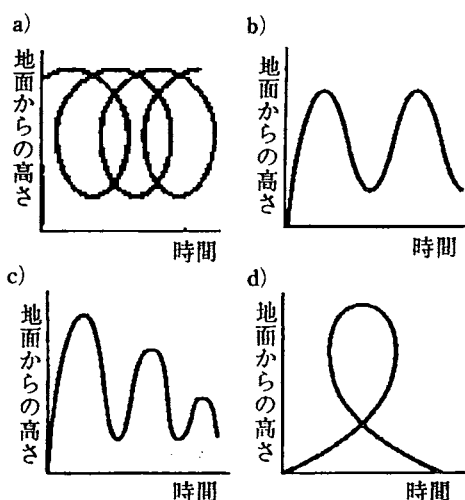 a)
地面からの高さ
時間
b)
地面からの高さ
時間
c)
地面からの高さ
時間
d)
地面からの高さ
時間